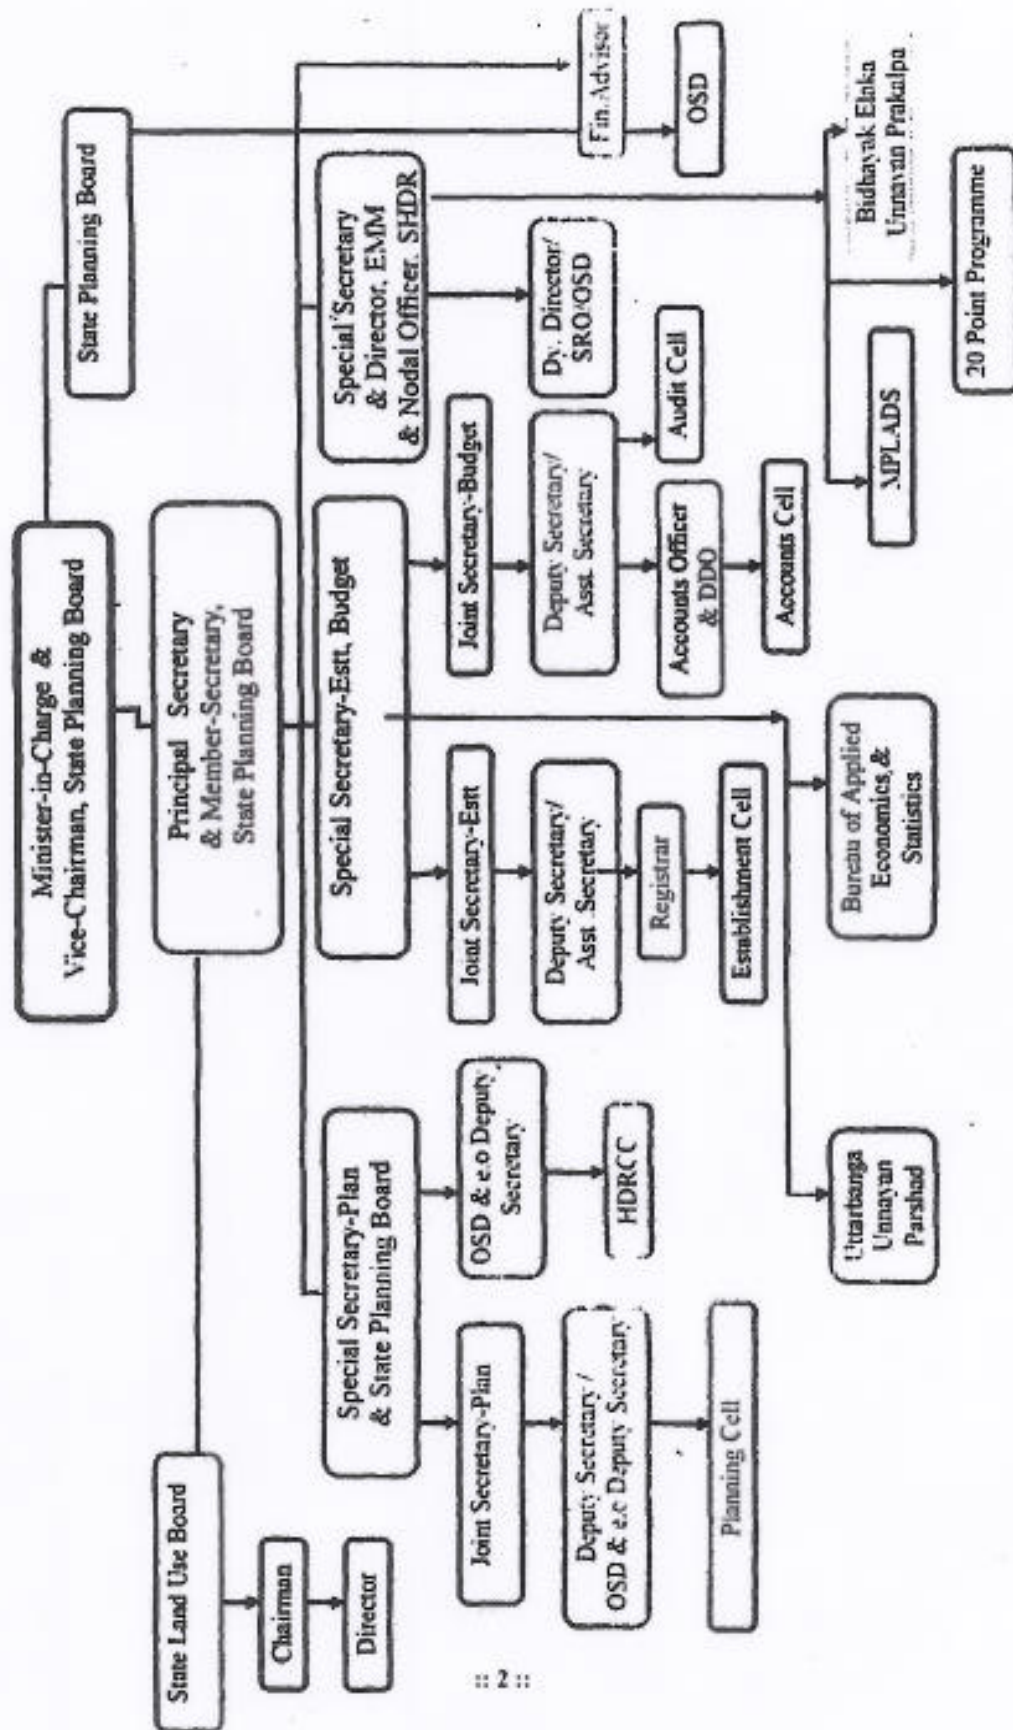 Minister-in-Charge &
Vice-Chairman, State Planning Board
State Planning Board
Principal Secretary
& Member-Secretary,
State Planning Board
State Land Use Board
Chairman
Director
Special Secretary-Plan
& State Planning Board
Special Secretary-Estt, Budget
Special Secretary
& Director, EMM
& Nodal Officer, SHDR
Fin. Advisor
OSD
Joint Secretary-Plan
OSD & e.o Deputy
Secretary
Joint Secretary-Estt
Joint Secretary-Budget
Dy. Director/
SRO/OSD
Deputy Secretary /
OSD & e.o Deputy Secretary
HDRCC
Deputy Secretary/
Asst. Secretary
Deputy Secretary/
Asst. Secretary
Planning Cell
Registrar
Accounts Officer
& DDO
Audit Cell
Establishment Cell
Accounts Cell
Uttarbanga
Unnayan
Parshad
Bureau of Applied
Economics,&
Statistics
MPLADS
Bidhayak Elaka
Unnayan Prakalpa
20 Point Programme
:: 2 ::